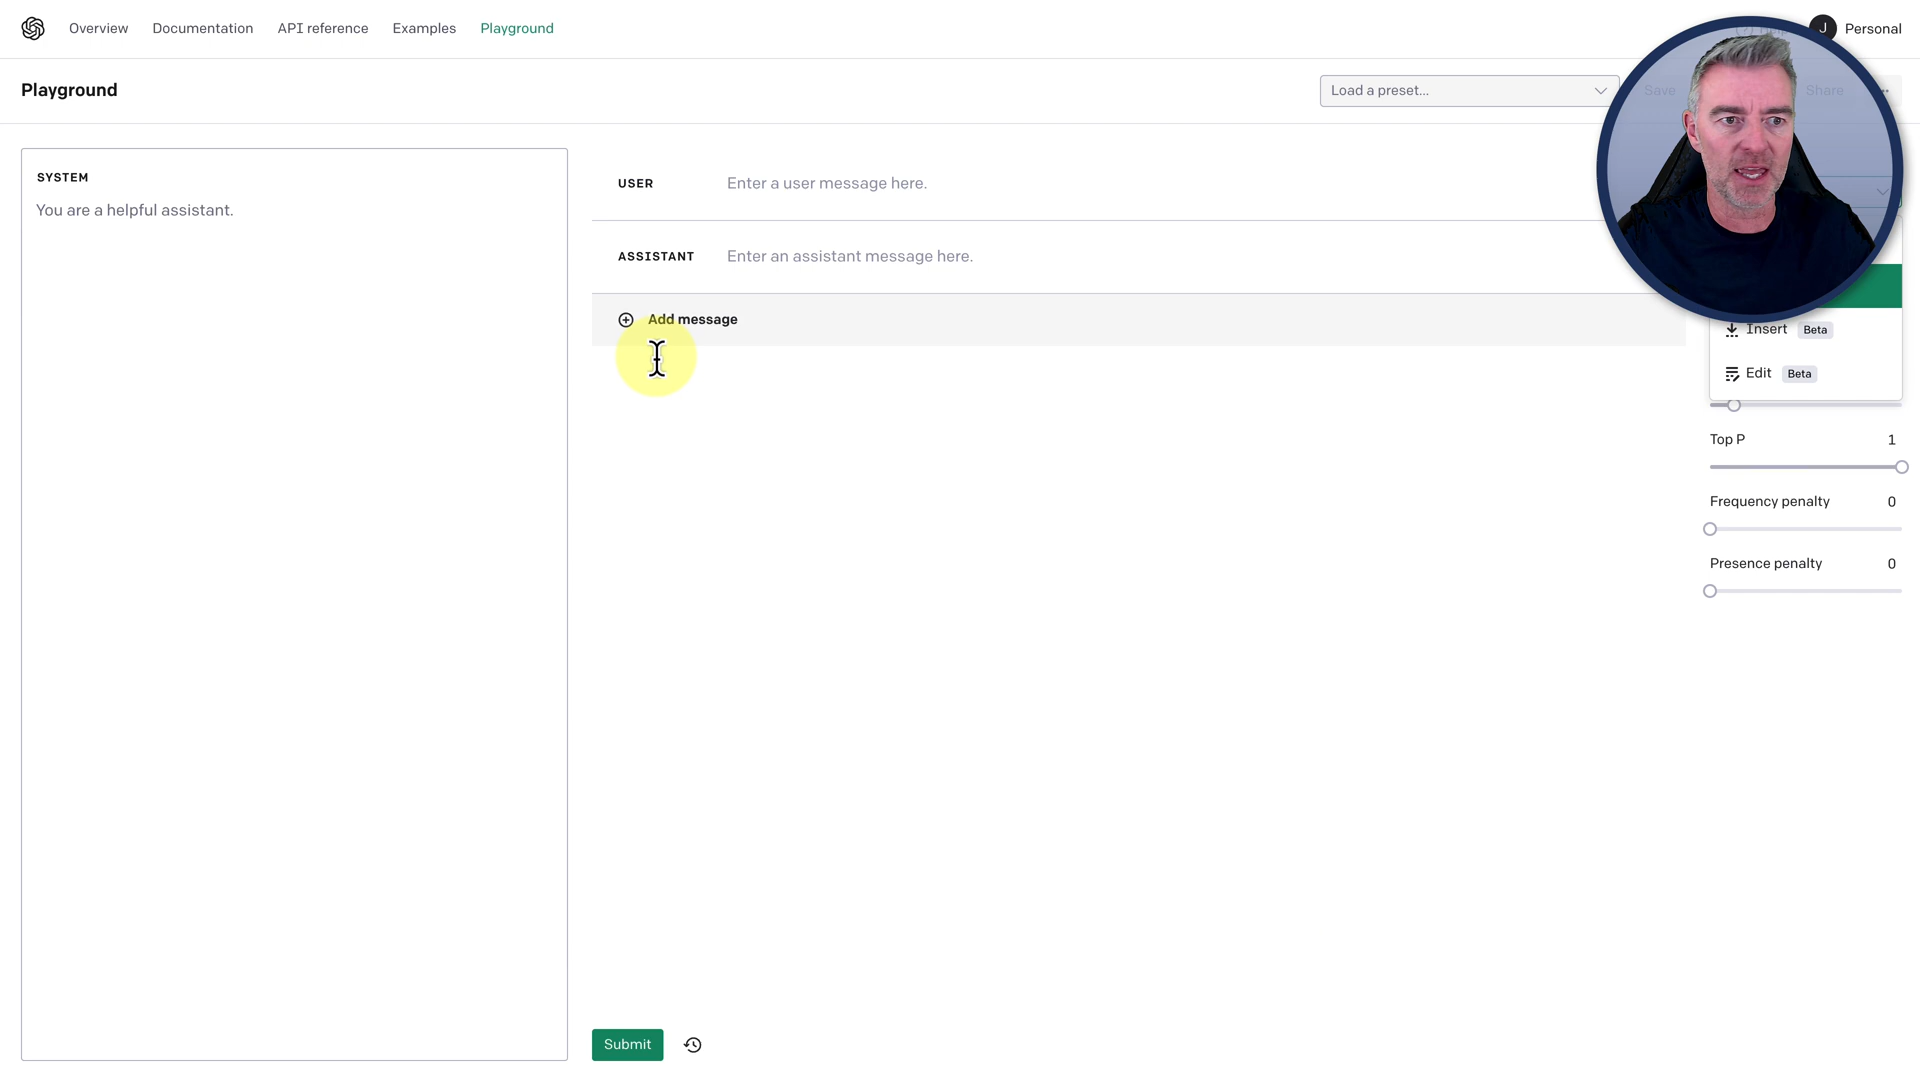 Overview
Documentation
API reference
Examples
Playground
J
Personal
Playground
Load a preset...
Save
Share
SYSTEM
You are a helpful assistant.
USER
Enter a user message here.
ASSISTANT
Enter an assistant message here.
Add message
Insert
Beta
Edit
Beta
Top P
1
Frequency penalty
0
Presence penalty
0
Submit